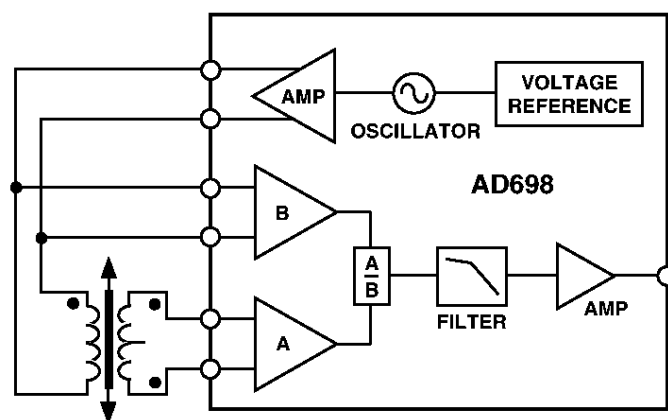 AMP
VOLTAGE
REFERENCE
OSCILLATOR
AD698
B
A
B
A
FILTER
AMP